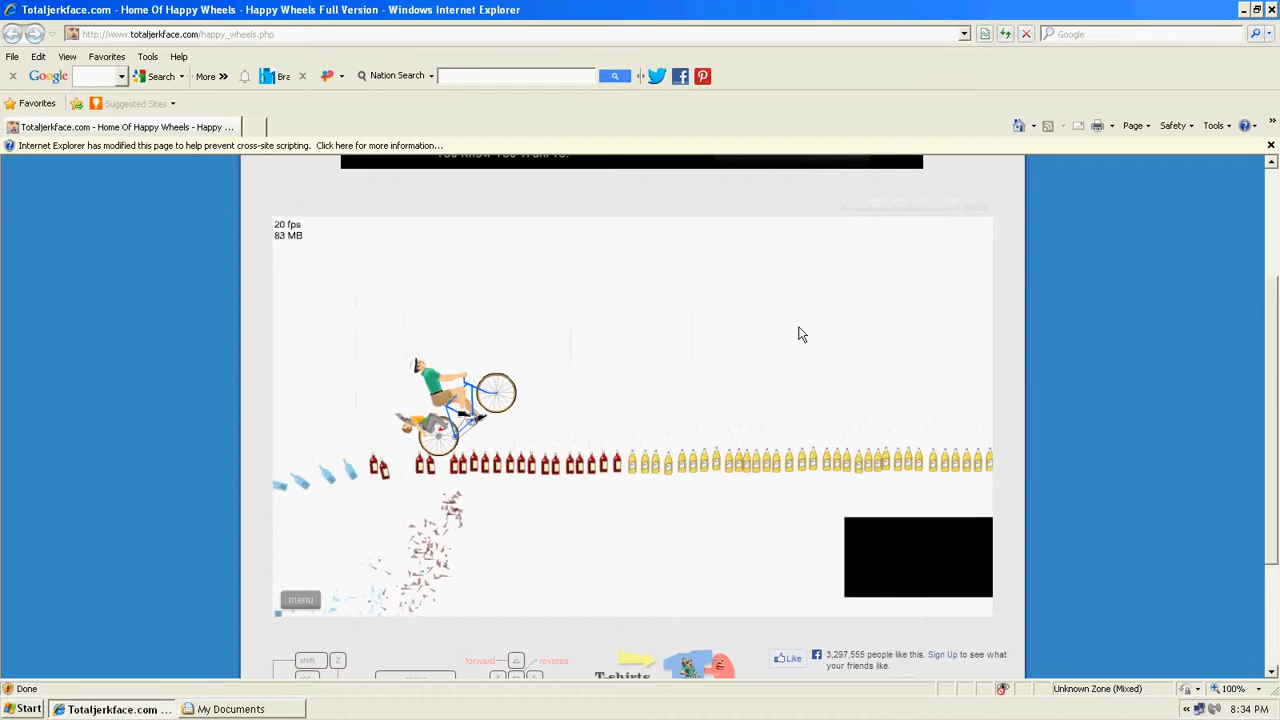 Totaljerkface.com - Home Of Happy Wheels - Happy Wheels Full Version - Windows Internet Explorer
http://www.totaljerkface.com/happy_wheels.php
Google
File Edit View Favorites Tools Help
Google Search More » Bra Nation Search
Favorites Suggested Sites
Totaljerkface.com - Home Of Happy Wheels - Happy ...
Page Safety Tools
Internet Explorer has modified this page to help prevent cross-site scripting. Click here for more information...
20 fps
83 MB
menu
shift Z
forward reverse
T-shirts
Like 3,297,555 people like this. Sign Up to see what
your friends like.
Done
Unknown Zone (Mixed)
100%
Start
Totaljerkface.com ...
My Documents
8:34 PM